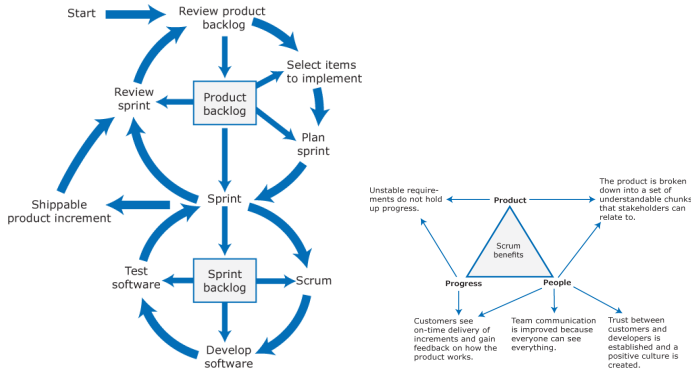 Start
Review product
backlog
Select items
to implement
Product
backlog
Review
sprint
Plan
sprint
Shippable
product increment
Sprint
Test
software
Sprint
backlog
Scrum
Develop
software
Unstable require-
ments do not hold
up progress.
Product
The product is broken
down into a set of
understandable chunks
that stakeholders can
relate to.
Scrum
benefits
Progress
People
Customers see
on-time delivery of
increments and gain
feedback on how the
product works.
Team communication
is improved because
everyone can see
everything.
Trust between
customers and
developers is
established and a
positive culture is
created.